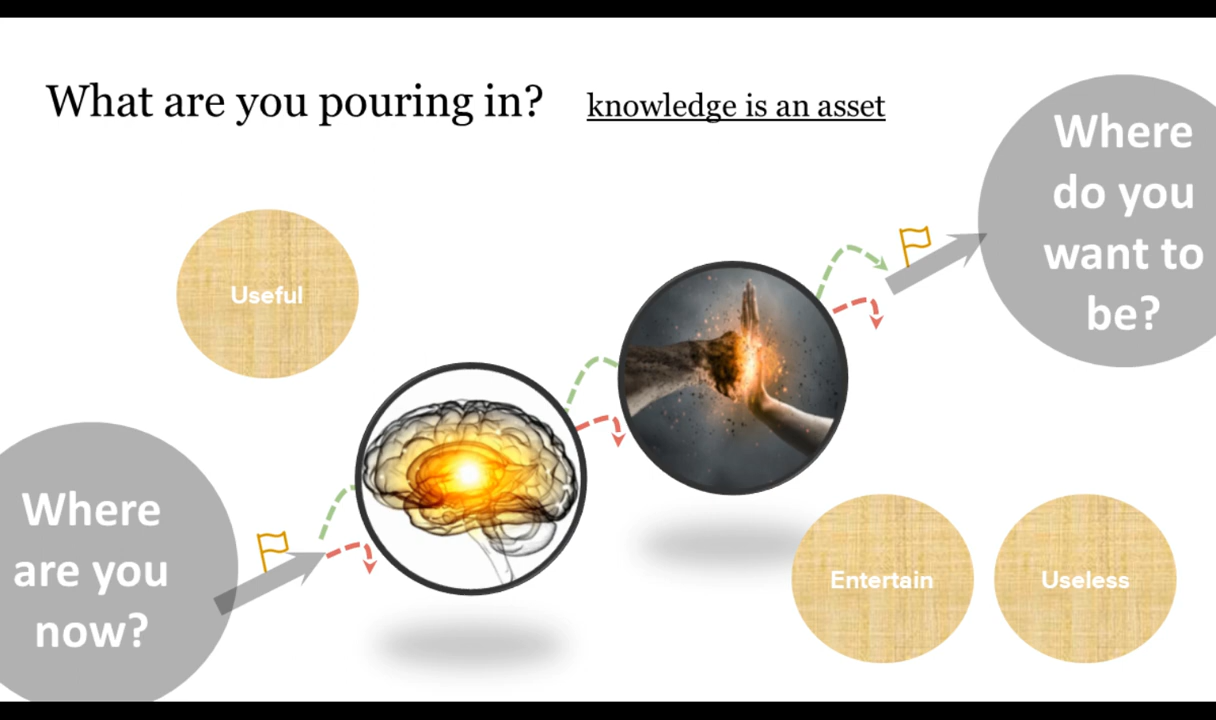 What are you pouring in?
knowledge is an asset
Where
do you
want to
be?
Useful
Where
are you
now?
Entertain
Useless